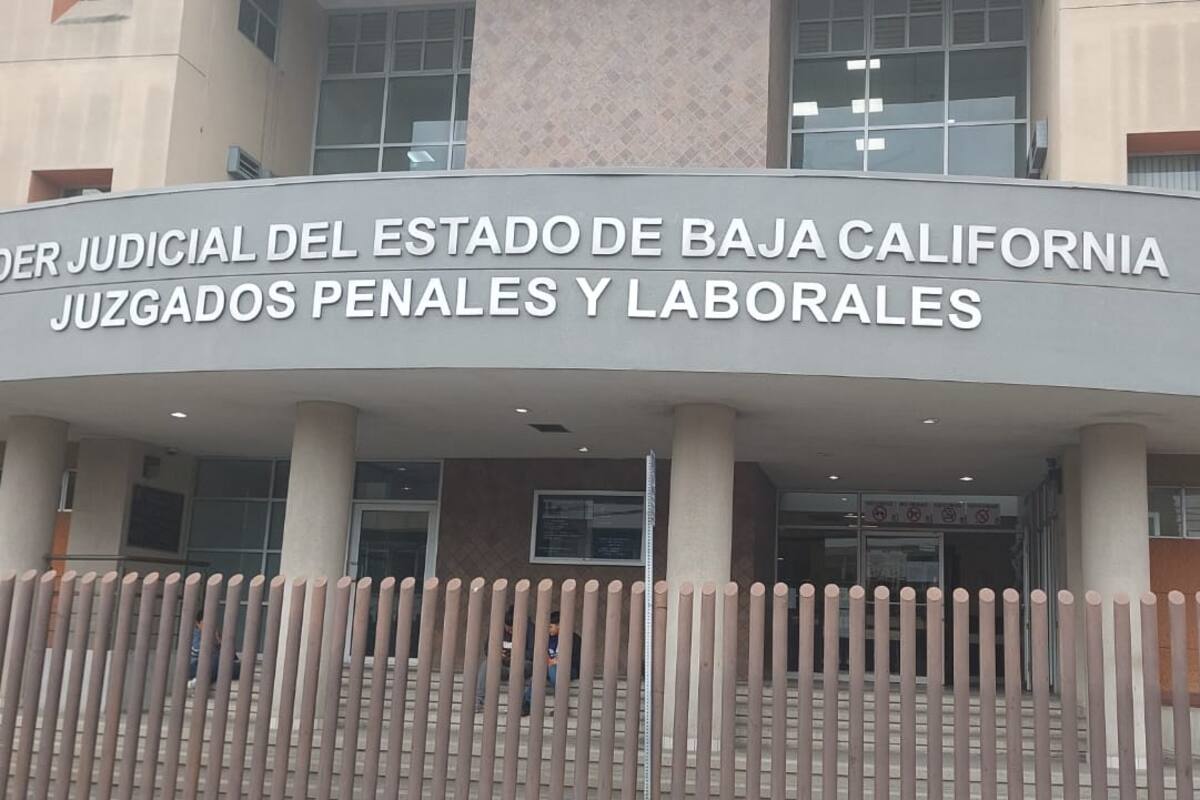 DER JUDICIAL DEL ESTADO DE BAJA CALIFORNIA
JUZGADOS PENALES Y LABORALES